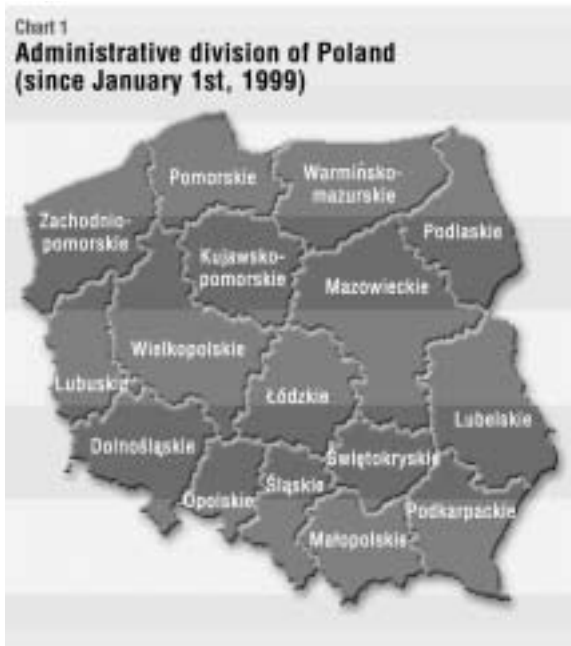 Chart 1
Administrative division of Poland
(since January 1st, 1999)
Pomorskie
Warmińsko-
mazurskie
Zachodnio-
pomorskie
Podlaskie
Kujawsko-
pomorskie
Mazowieckie
Wielkopolskie
Lubuskie
Łódzkie
Lubelskie
Dolnośląskie
Świętokryskie
Opolskie
Śląskie
Podkarpackie
Małopolskie